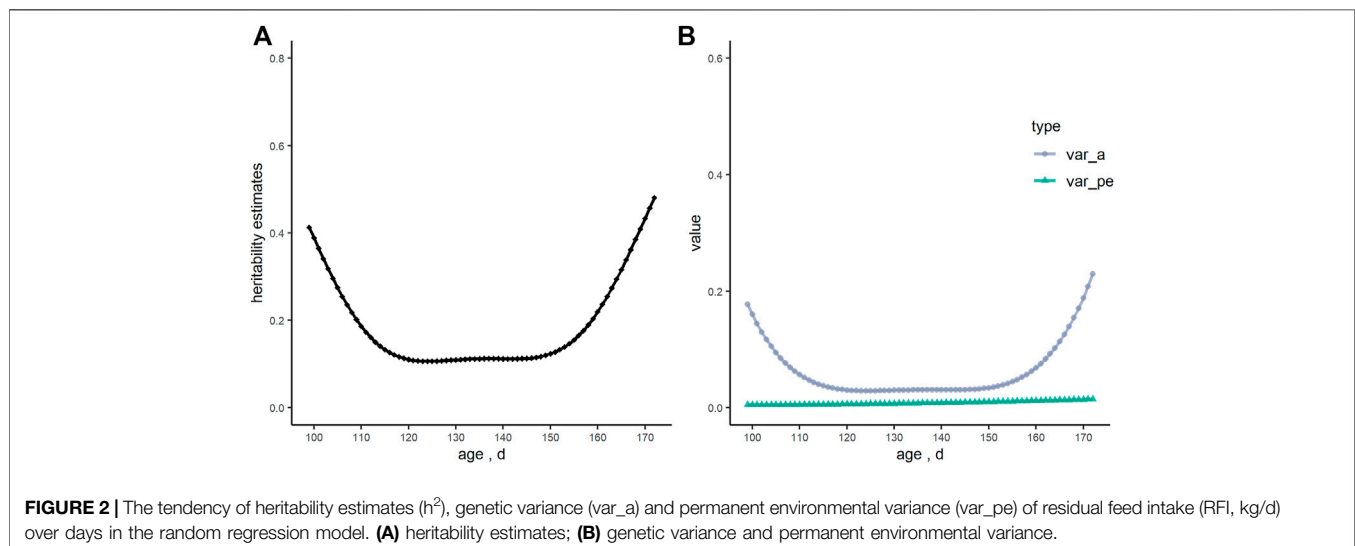 A
0.8
0.6
0.4
0.2
0.0
heritability estimates
100 110 120 130 140 150 160 170
age , d
B
0.6
0.4
0.2
0.0
value
type
var_a
var_pe
100 110 120 130 140 150 160 170
age , d
FIGURE 2 | The tendency of heritability estimates (h²), genetic variance (var_a) and permanent environmental variance (var_pe) of residual feed intake (RFI, kg/d)
over days in the random regression model. (A) heritability estimates; (B) genetic variance and permanent environmental variance.